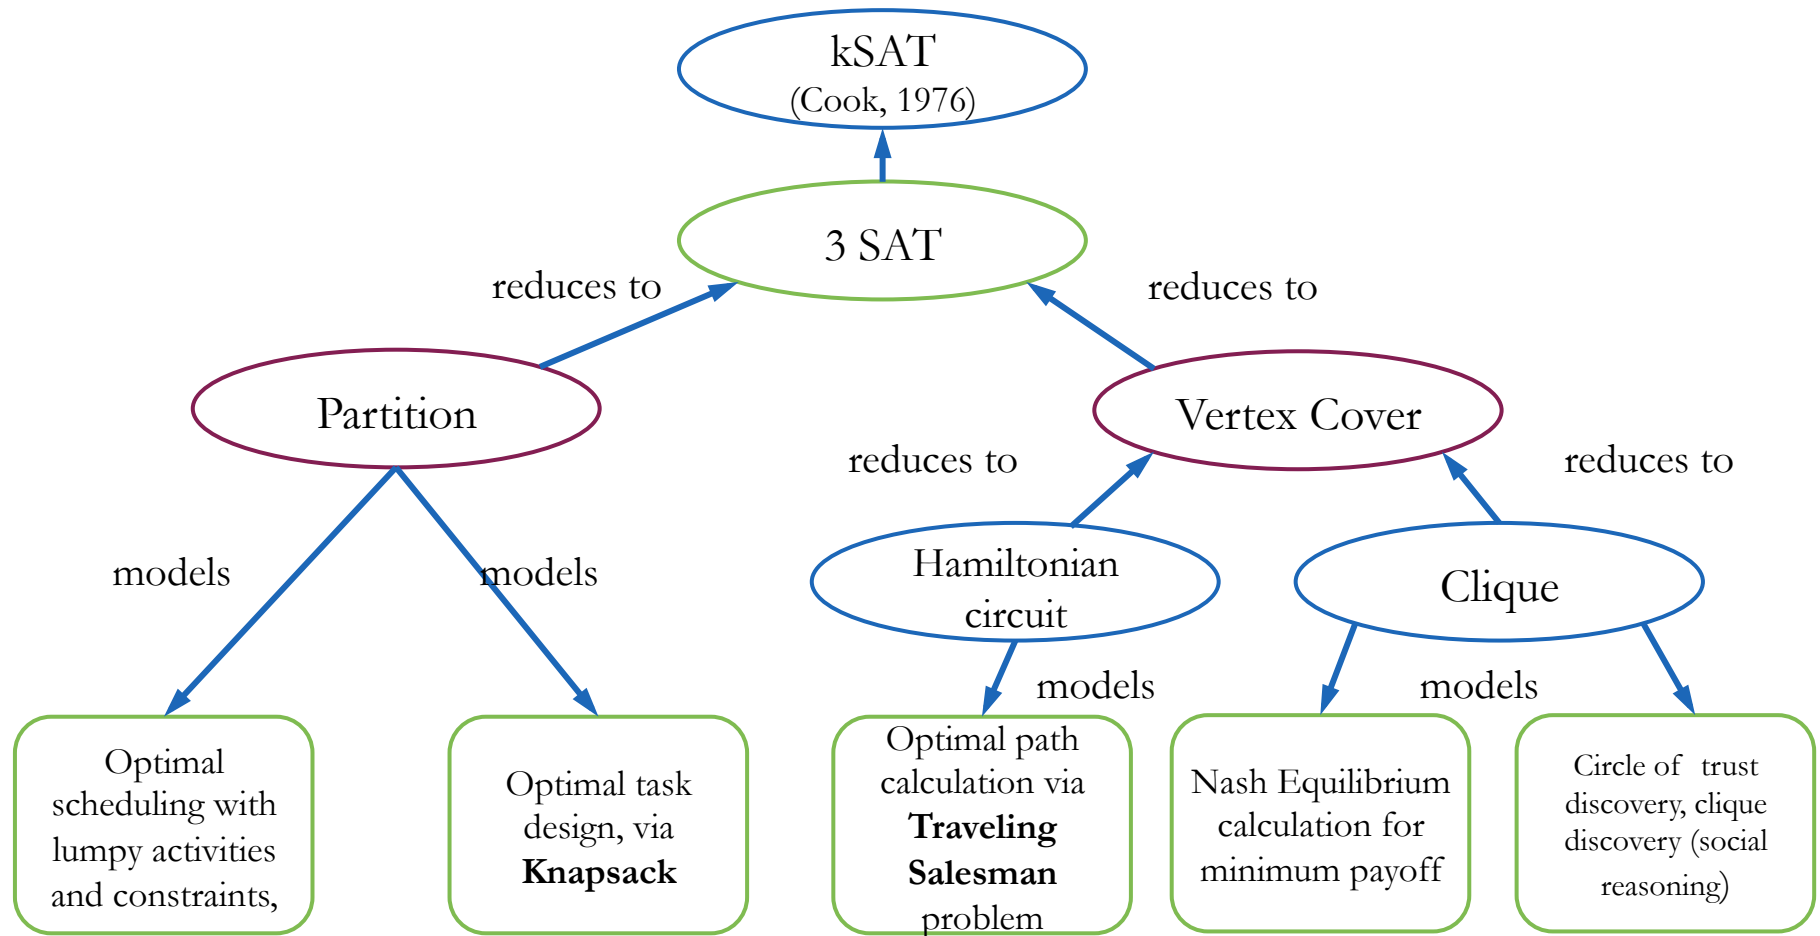 kSAT
(Cook, 1976)
3 SAT
reduces to
reduces to
Partition
Vertex Cover
reduces to
reduces to
Hamiltonian
circuit
Clique
models
models
models
models
Optimal
scheduling with
lumpy activities
and constraints,
Optimal task
design, via
Knapsack
Optimal path
calculation via
Traveling
Salesman
problem
Nash Equilibrium
calculation for
minimum payoff
Circle of trust
discovery, clique
discovery (social
reasoning)